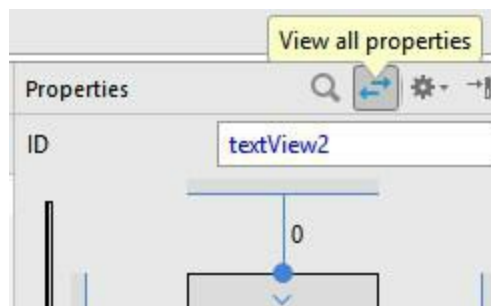 View all properties
Properties
ID
textView2
0